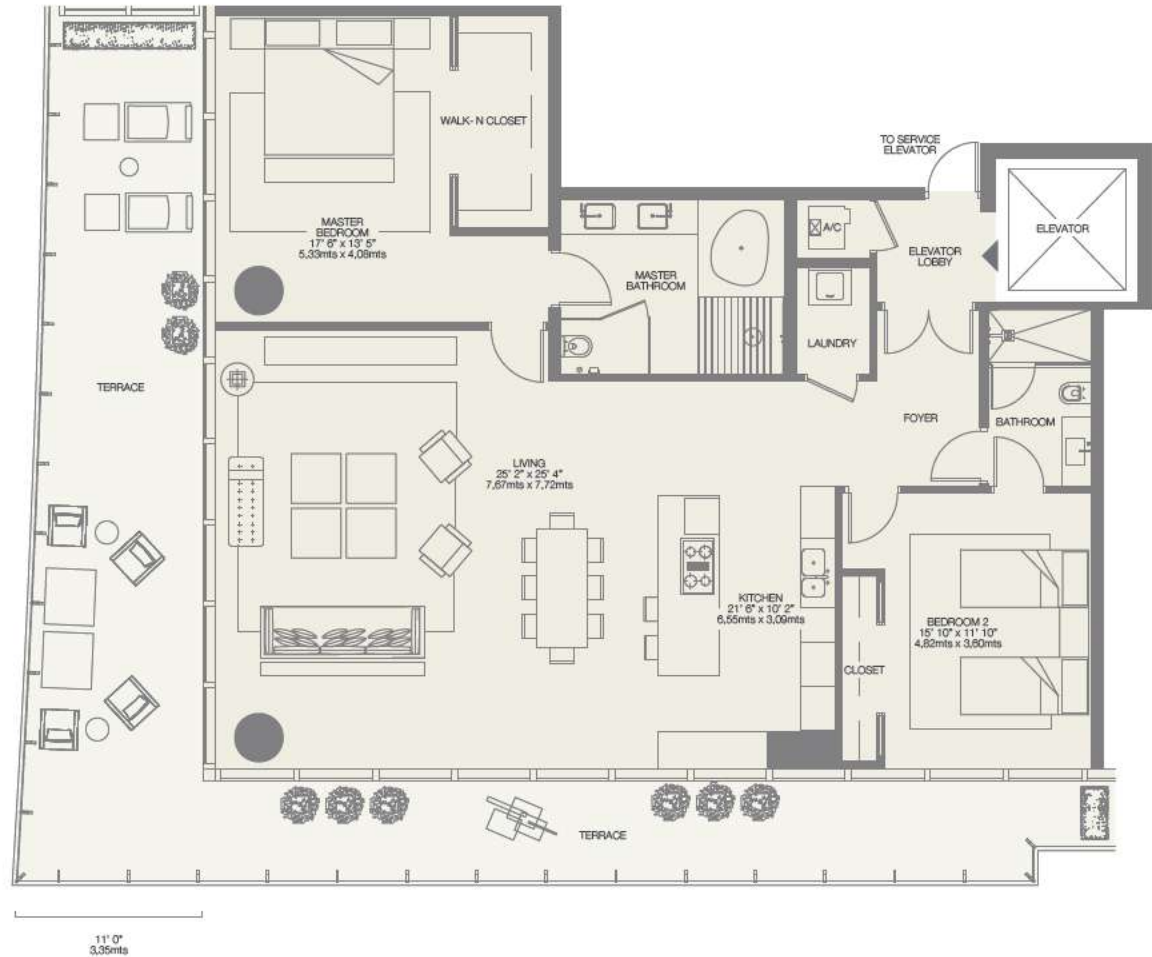 WALK- N CLOSET
TO SERVICE
ELEVATOR
MASTER
BEDROOM
17' 6" x 13' 5"
5,33mts x 4,08mts
A/C
ELEVATOR
LOBBY
ELEVATOR
MASTER
BATHROOM
LAUNDRY
TERRACE
FOYER
BATHROOM
LIVING
25' 2" x 25' 4"
7,67mts x 7,72mts
KITCHEN
21' 6" x 10' 2"
6,55mts x 3,09mts
BEDROOM 2
15' 10" x 11' 10"
4,82mts x 3,60mts
CLOSET
TERRACE
11' 0"
3,35mts